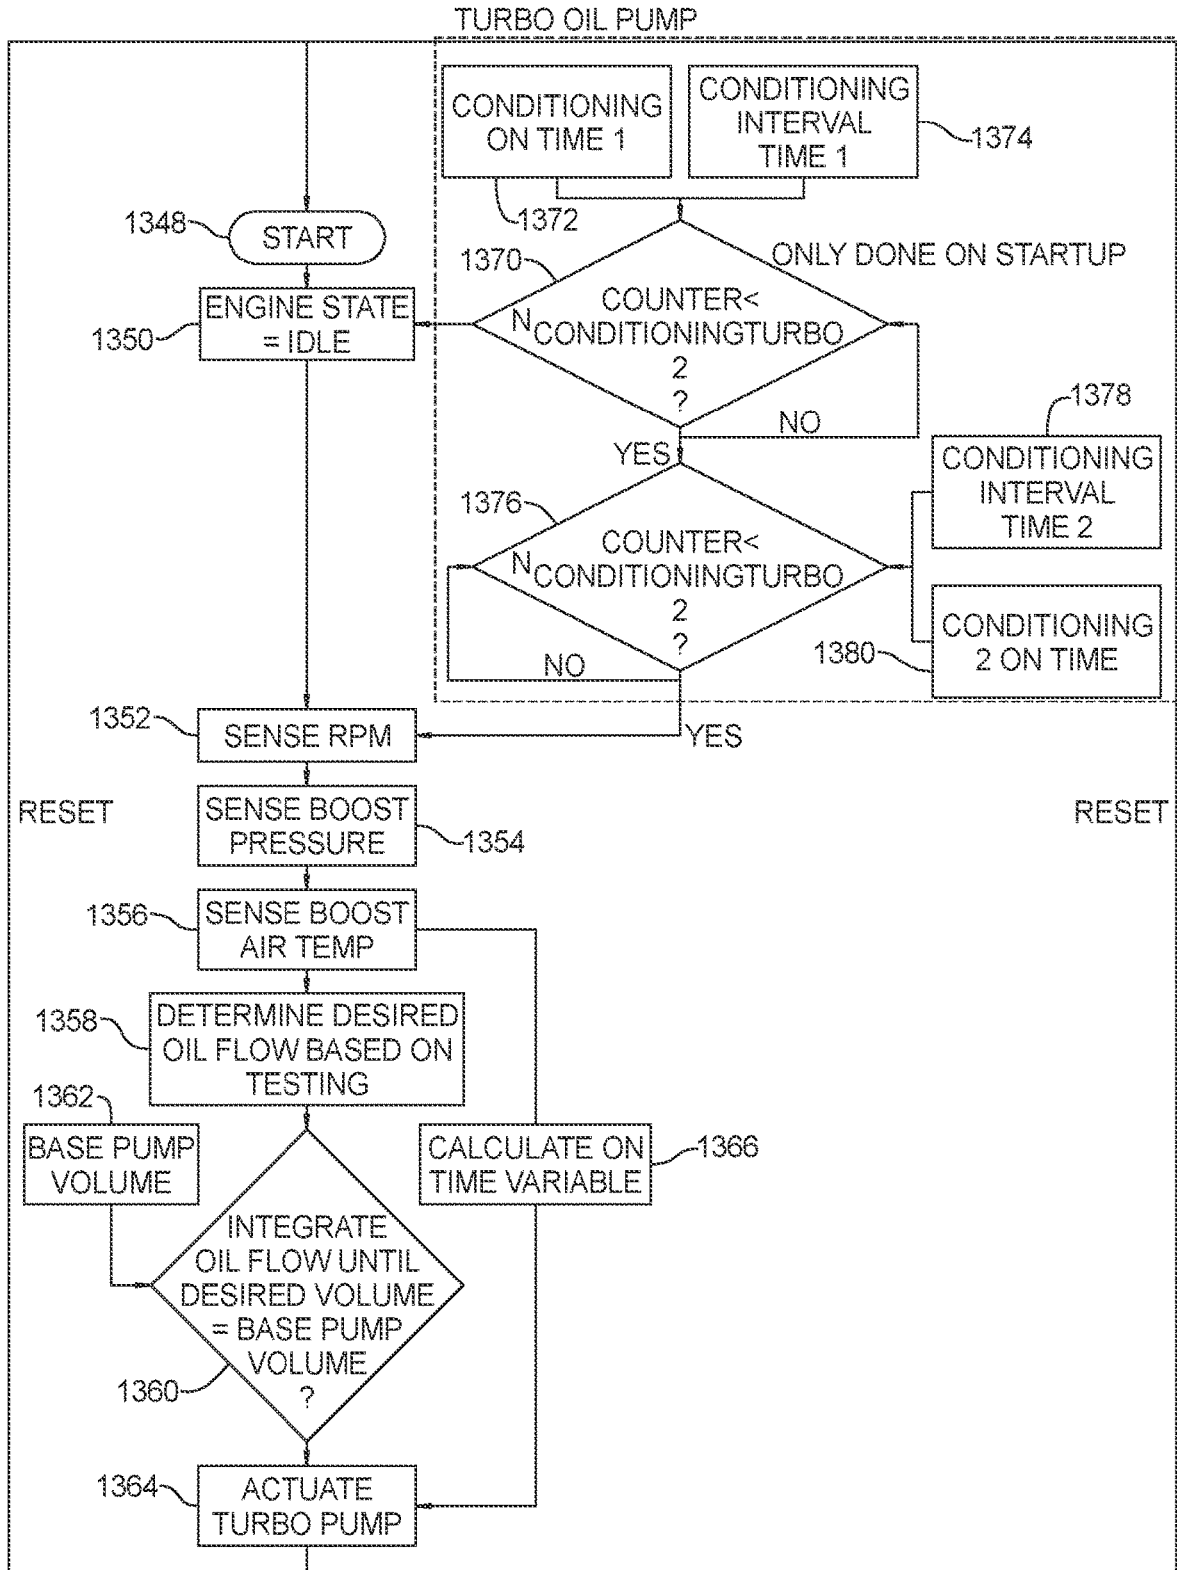 TURBO OIL PUMP
CONDITIONING
ON TIME 1
CONDITIONING
INTERVAL
TIME 1
1374
1372
1348
START
1370
ONLY DONE ON STARTUP
1350
ENGINE STATE
= IDLE
COUNTER<
N CONDITIONINGTURBO
2
?
NO
YES
1378
CONDITIONING
INTERVAL
TIME 2
1376
COUNTER<
N CONDITIONINGTURBO
2
?
NO
1380
CONDITIONING
2 ON TIME
1352
SENSE RPM
YES
RESET
SENSE BOOST
PRESSURE
1354
RESET
1356
SENSE BOOST
AIR TEMP
1358
DETERMINE DESIRED
OIL FLOW BASED ON
TESTING
1362
BASE PUMP
VOLUME
CALCULATE ON
TIME VARIABLE
1366
INTEGRATE
OIL FLOW UNTIL
DESIRED VOLUME
= BASE PUMP
VOLUME
?
1360
1364
ACTUATE
TURBO PUMP